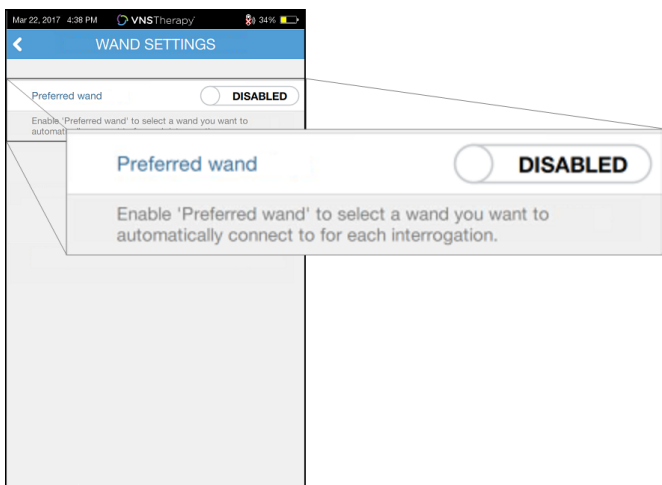 Mar 22, 2017 4:38 PM VNSTherapy 34%
WAND SETTINGS
Preferred wand DISABLED
Enable 'Preferred wand' to select a wand you want to
automati
Preferred wand DISABLED
Enable 'Preferred wand' to select a wand you want to
automatically connect to for each interrogation.